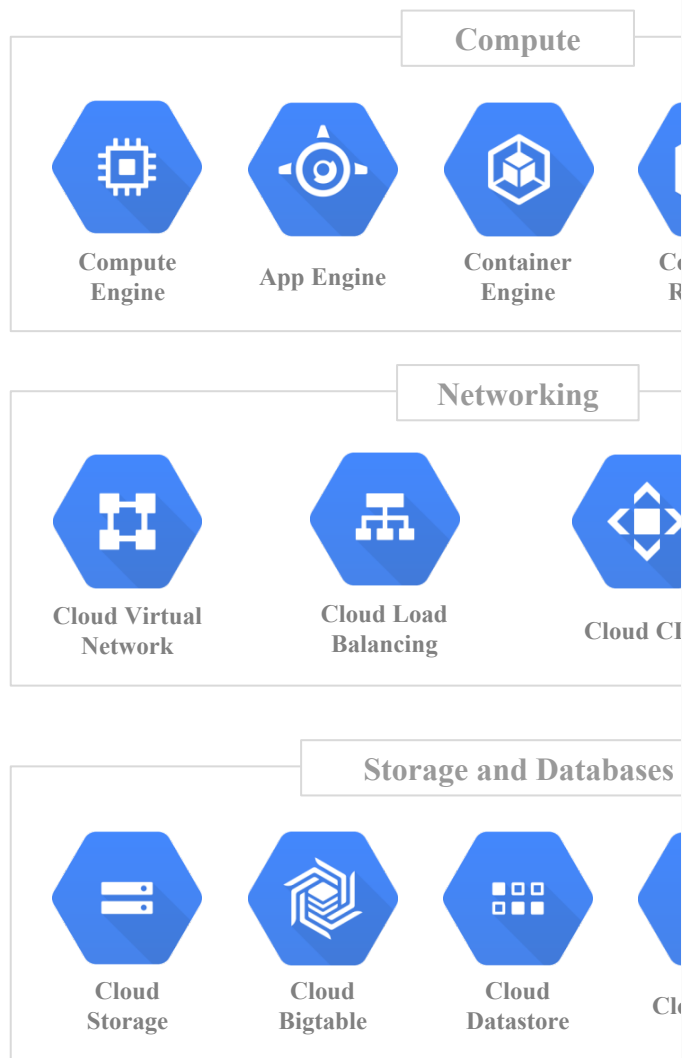 Compute
Compute
Engine
App Engine
Container
Engine
Networking
Cloud Virtual
Network
Cloud Load
Balancing
Cloud
Storage and Databases
Cloud
Storage
Cloud
Bigtable
Cloud
Datastore